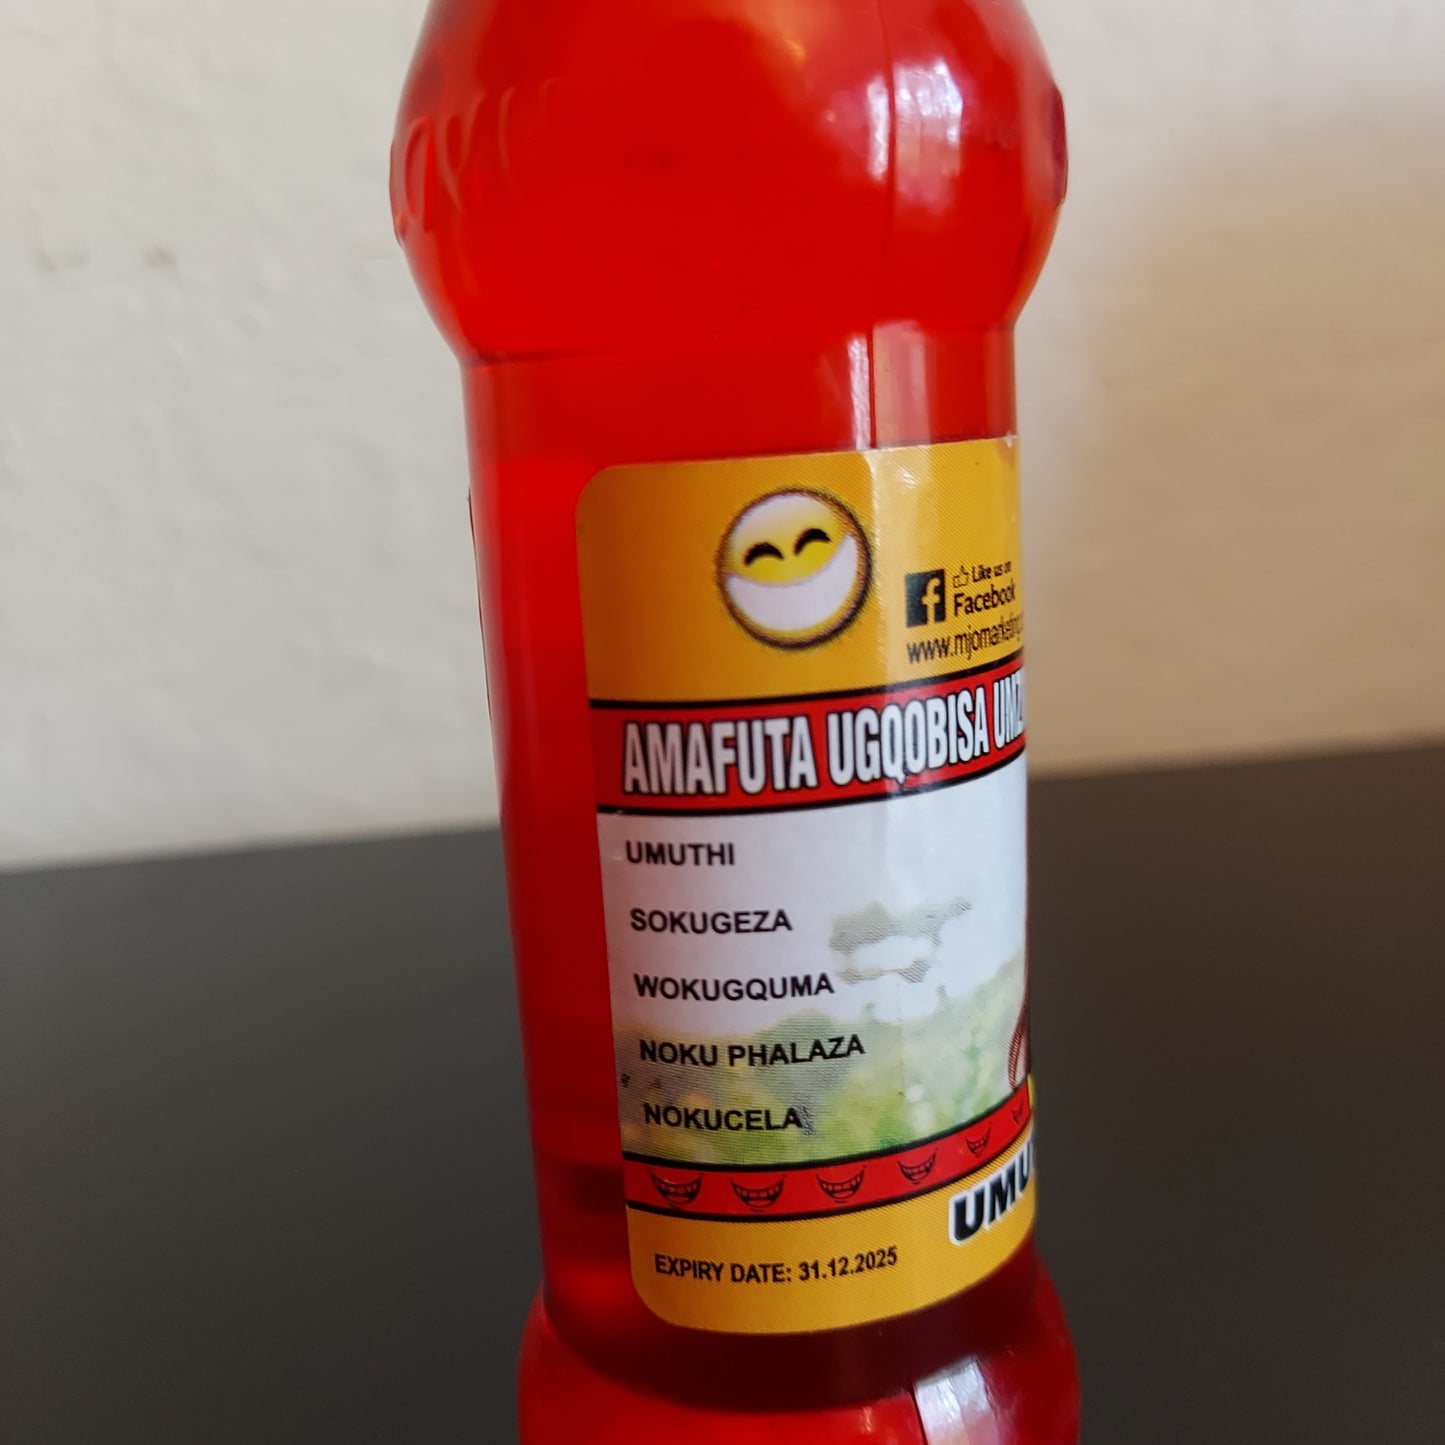 Like us on
Facebook
AMAFUTA UGQOBISA
UMUTHI
SOKUGEZA
WOKUGQUMA
NOKU PHALAZA
NOKUCELA
EXPIRY DATE: 31.12.2025